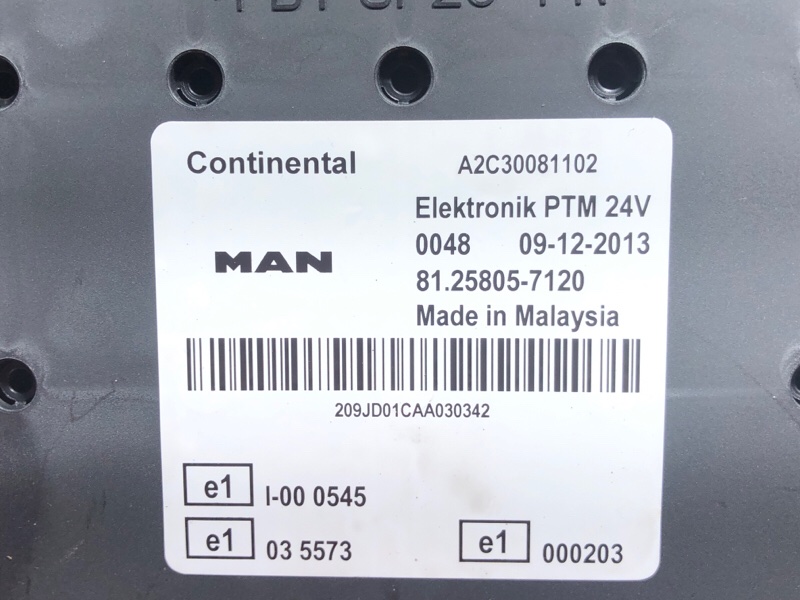 Continental A2C30081102
Elektronik PTM 24V
0048 09-12-2013
MAN
81.25805-7120
Made in Malaysia
209JD01CAA030342
e1 I-00 0545
e1 03 5573
e1 000203